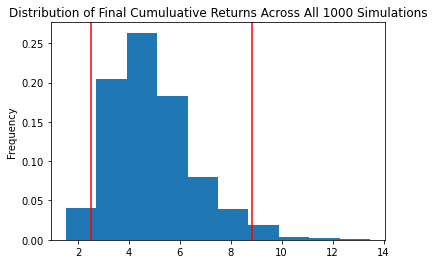 Distribution of Final Cumuluative Returns Across All 1000 Simulations
Frequency
0.25
0.20
0.15
0.10
0.05
0.00
2 4 6 8 10 12 14